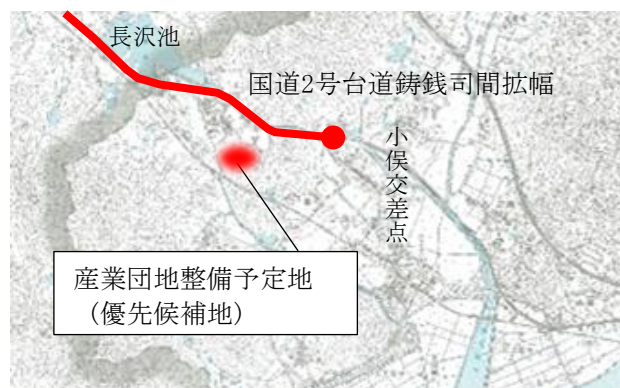 長沢池
国道2号台道鋳銭司間拡幅
小俣交差点
産業団地整備予定地
（優先候補地）